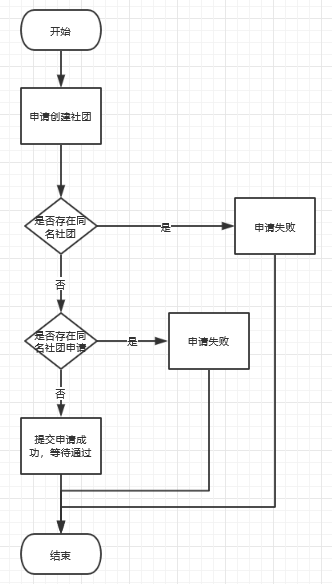 开始
申请创建社团
是否存在同
名社团
是
申请失败
否
是否存在同
名社团申请
是
申请失败
否
提交申请成
功，等待通过
结束